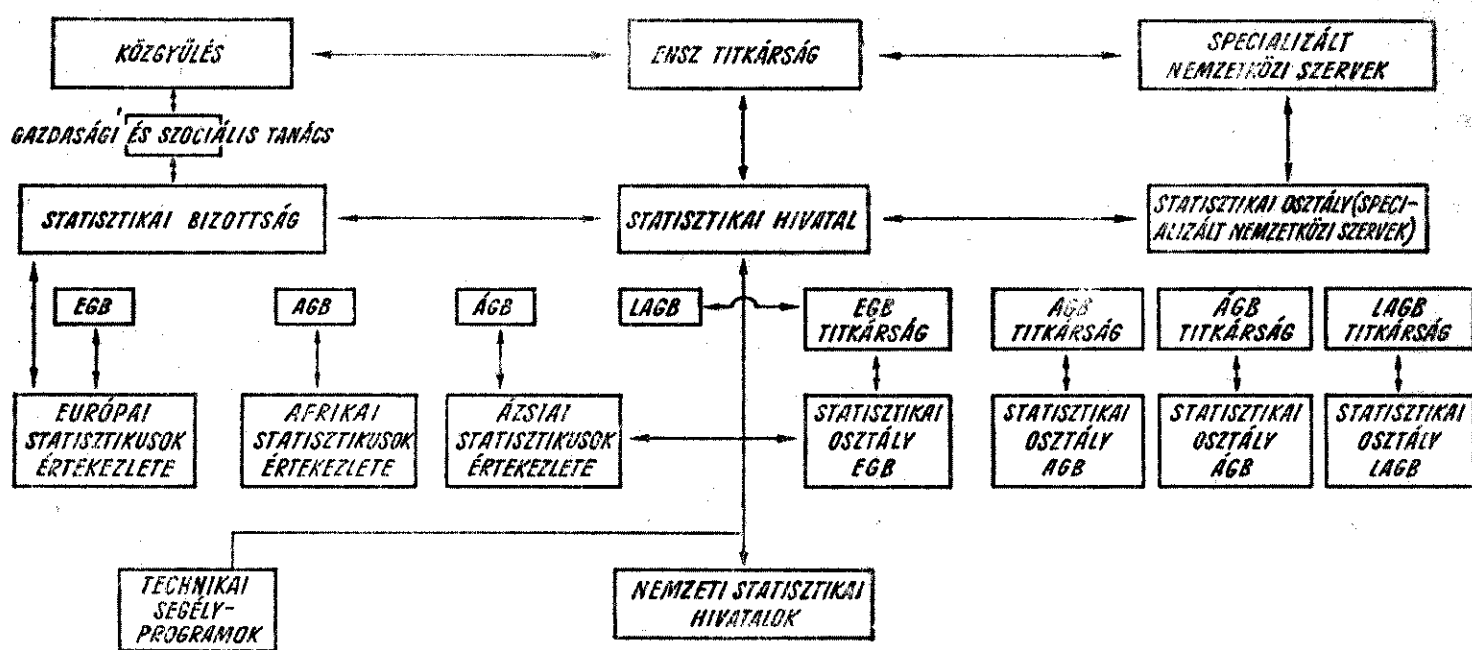 KÖZGYŰLÉS
ENSZ TITKÁRSÁG
SPECIALIZÁLT
NEMZETKÖZI SZERVEK
GAZDASÁGI ÉS SZOCIÁLIS TANÁCS
STATISZTIKAI BIZOTTSÁG
STATISZTIKAI HIVATAL
STATISZTIKAI OSZTÁLY (SPECI-
ALIZÁLT NEMZETKÖZI SZERVEK)
EGB
AGB
ÁGB
LAGB
EGB
TITKÁRSÁG
AGB
TITKÁRSÁG
ÁGB
TITKÁRSÁG
LAGB
TITKÁRSÁG
EURÓPAI
STATISZTIKUSOK
ÉRTEKEZLETE
AFRIKAI
STATISZTIKUSOK
ÉRTEKEZLETE
ÁZSIAI
STATISZTIKUSOK
ÉRTEKEZLETE
STATISZTIKAI
OSZTÁLY
EGB
STATISZTIKAI
OSZTÁLY
AGB
STATISZTIKAI
OSZTÁLY
ÁGB
STATISZTIKAI
OSZTÁLY
LAGB
TECHNIKAI
SEGÉLY-
PROGRAMOK
NEMZETI STATISZTIKAI
HIVATALOK